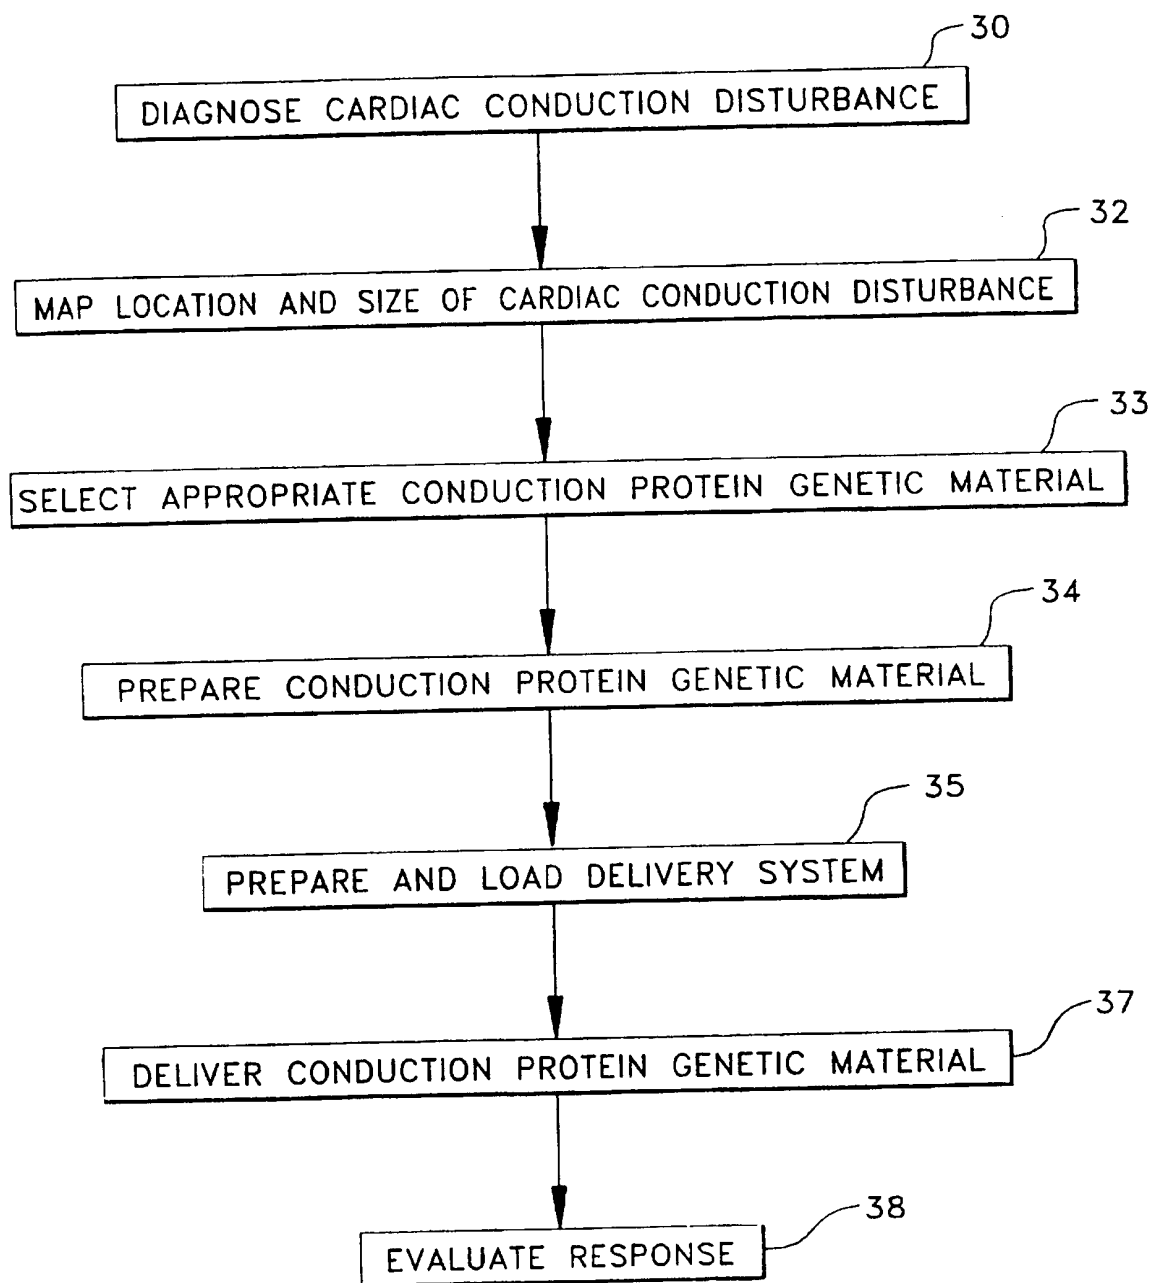 30
DIAGNOSE CARDIAC CONDUCTION DISTURBANCE
32
MAP LOCATION AND SIZE OF CARDIAC CONDUCTION DISTURBANCE
33
SELECT APPROPRIATE CONDUCTION PROTEIN GENETIC MATERIAL
34
PREPARE CONDUCTION PROTEIN GENETIC MATERIAL
35
PREPARE AND LOAD DELIVERY SYSTEM
37
DELIVER CONDUCTION PROTEIN GENETIC MATERIAL
38
EVALUATE RESPONSE